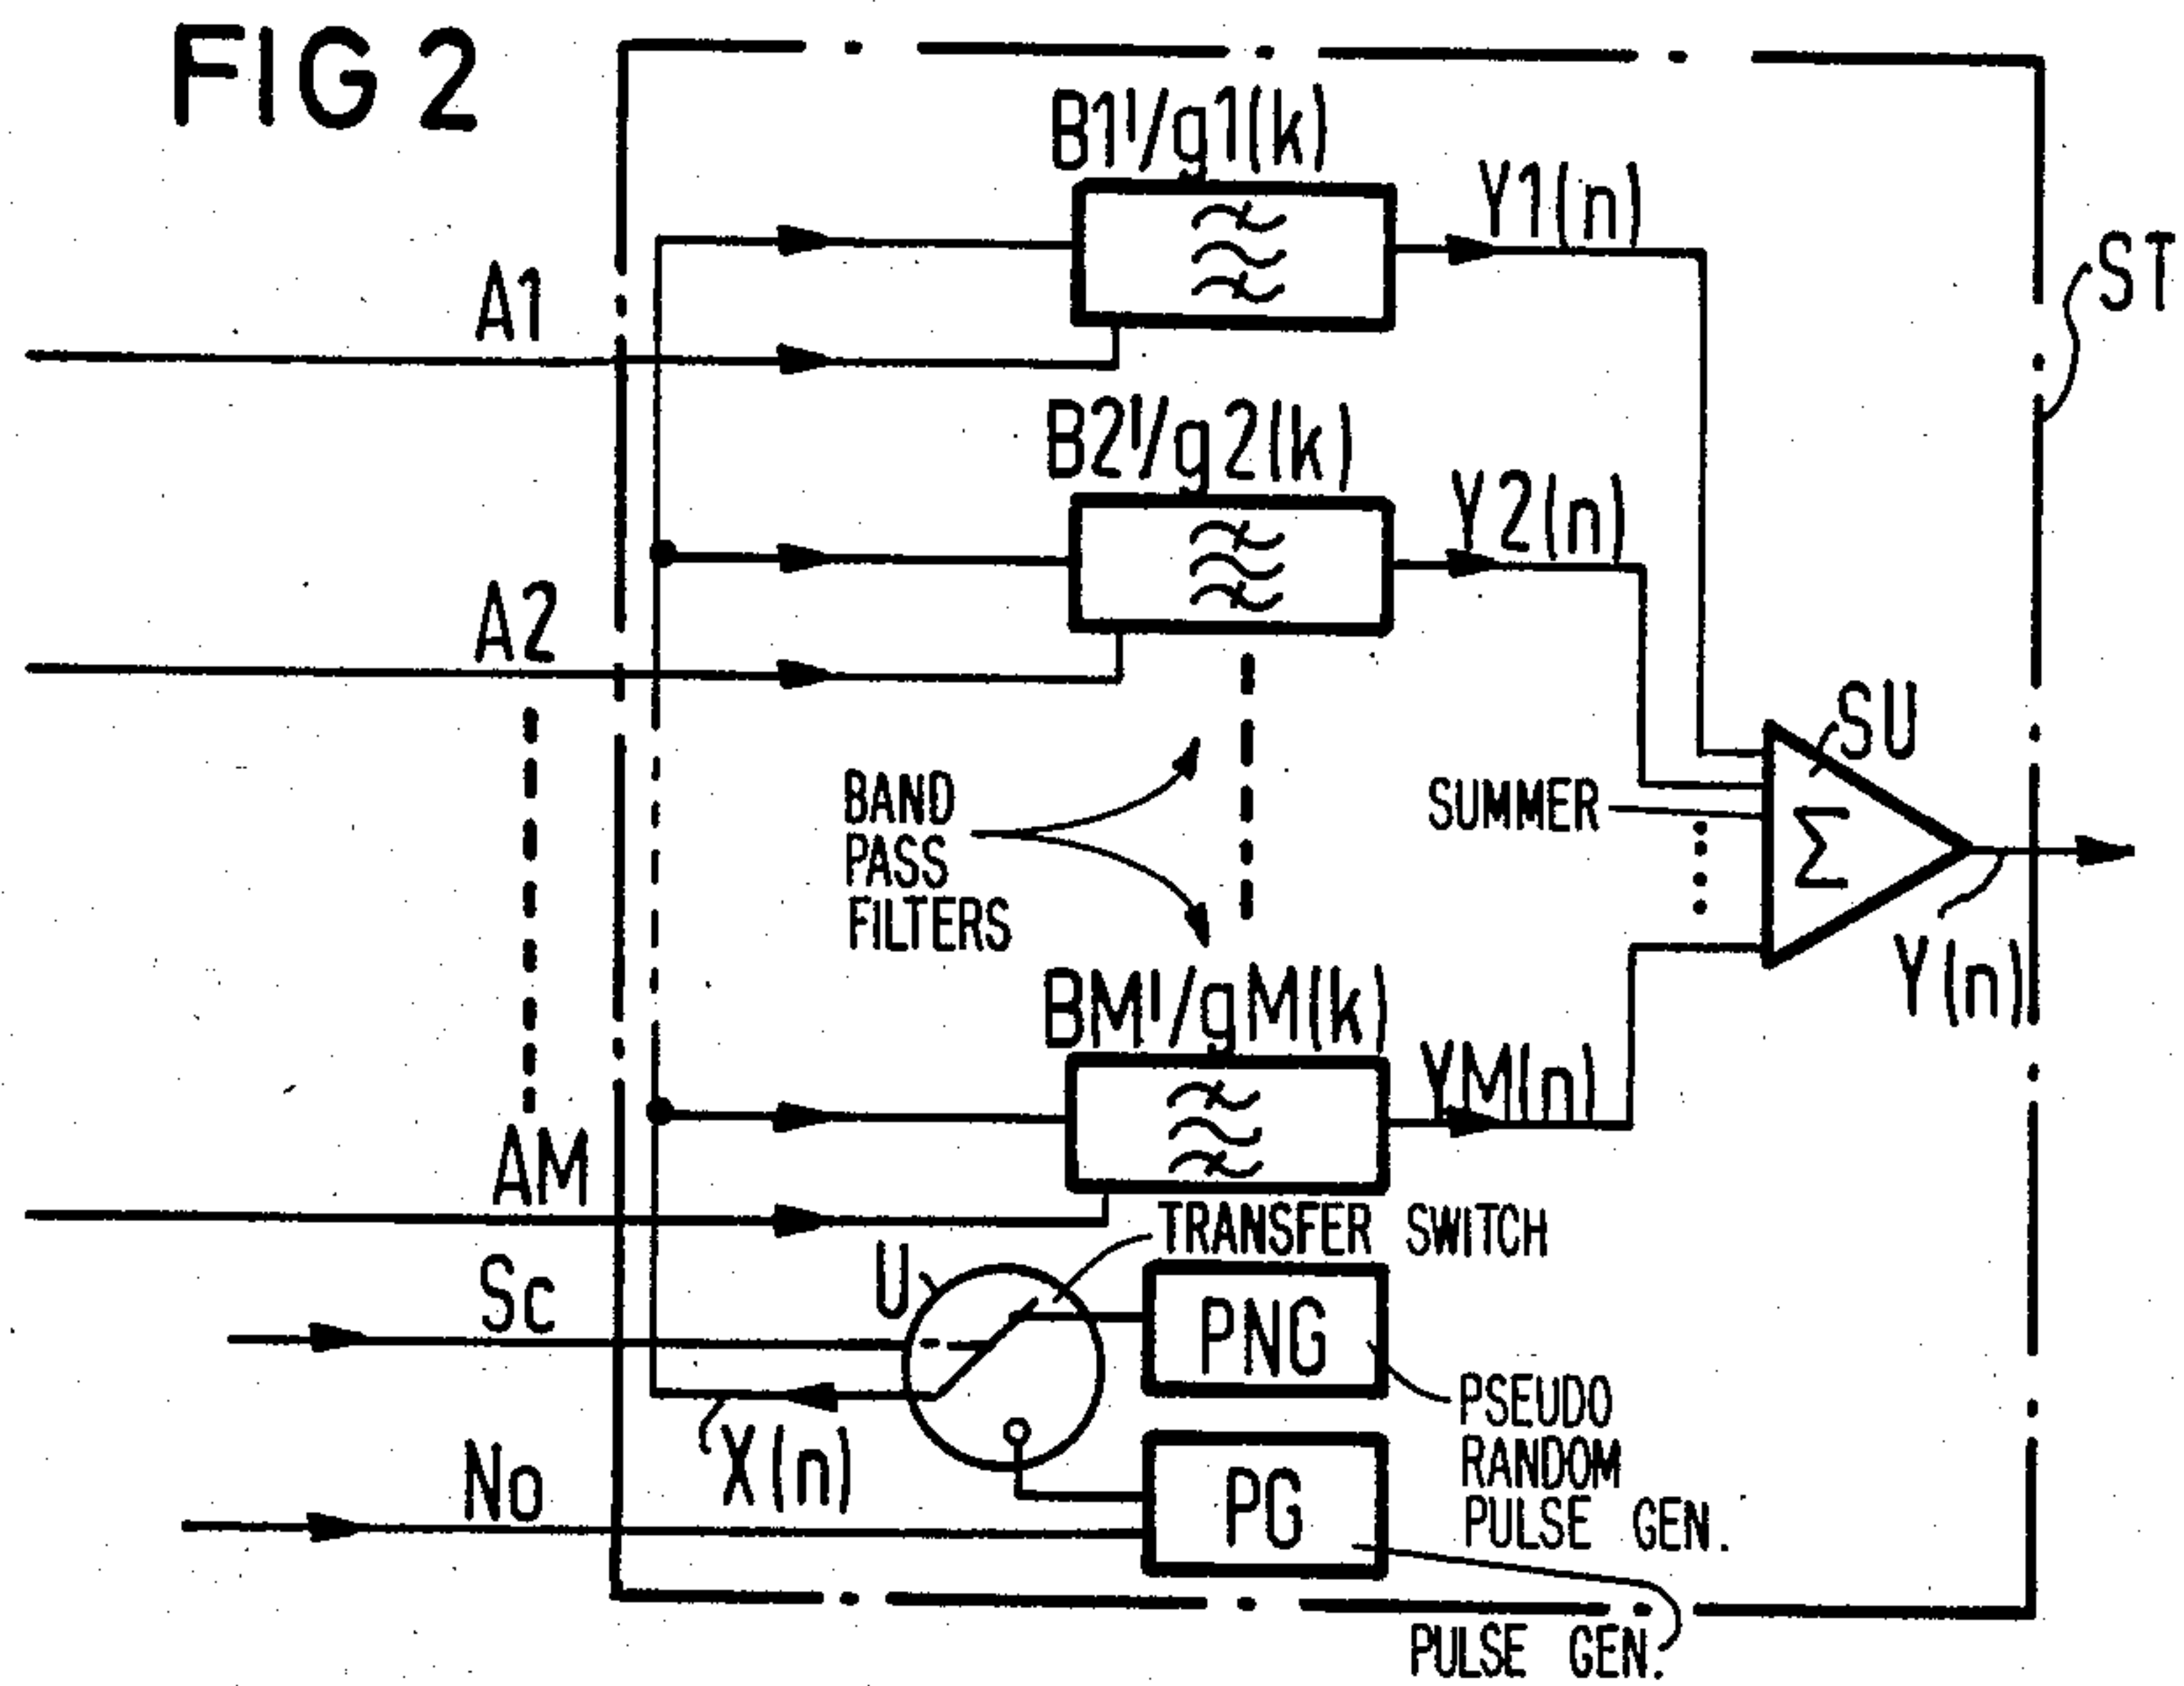 FIG 2
B1'/g1(k)
Y1(n)
ST
A1
B2'/g2(k)
Y2(n)
A2
SU
BAND
PASS
FILTERS
SUMMER
Σ
Y(n)
BM'/gM(k)
YM(n)
AM
TRANSFER SWITCH
U
Sc
PNG
PSEUDO
RANDOM
PULSE GEN.
X(n)
No
PG
PULSE GEN.